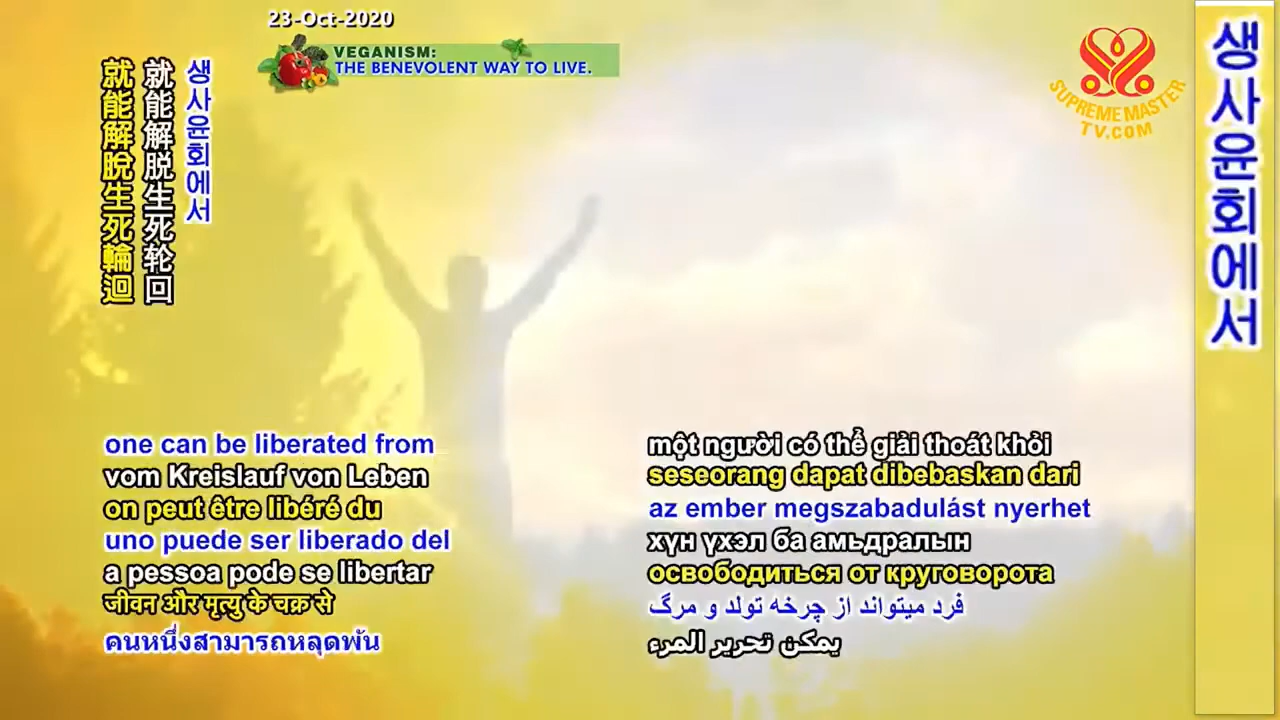 23-Oct-2020
VEGANISM:
THE BENEVOLENT WAY TO LIVE.
SUPREME MASTER
TV.COM
생사윤회에서
생사윤회에서
就能解脱生死轮回
就能解脫生死輪迴
one can be liberated from
vom Kreislauf von Leben
on peut être libéré du
uno puede ser liberado del
a pessoa pode se libertar
जीवन और मृत्यु के चक्र से
คนหนึ่งสามารถหลุดพ้น
một người có thể giải thoát khỏi
seseorang dapat dibebaskan dari
az ember megszabadulást nyerhet
хүн үхэл ба амьдралын
освободиться от круговорота
فرد میتواند از چرخه تولد و مرگ
يمكن تحرير المرء